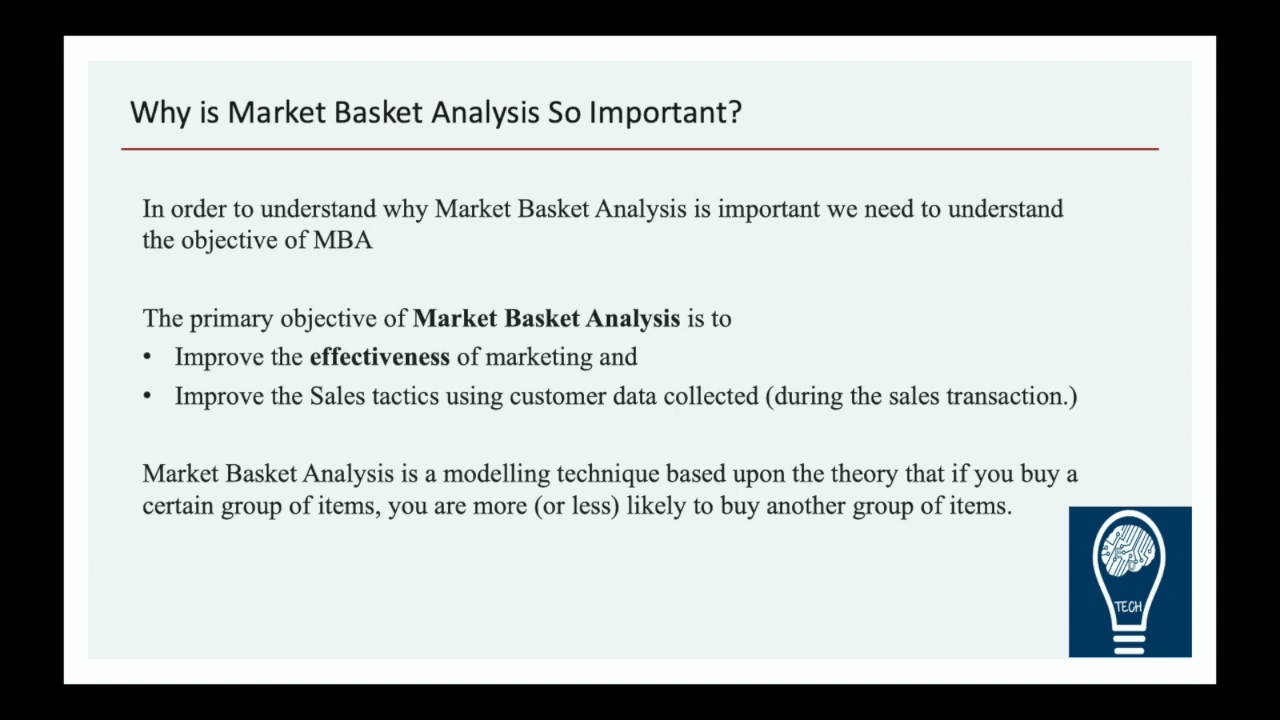 Why is Market Basket Analysis So Important?
In order to understand why Market Basket Analysis is important we need to understand
the objective of MBA
The primary objective of Market Basket Analysis is to
• Improve the effectiveness of marketing and
• Improve the Sales tactics using customer data collected (during the sales transaction.)
Market Basket Analysis is a modelling technique based upon the theory that if you buy a
certain group of items, you are more (or less) likely to buy another group of items.
TECH